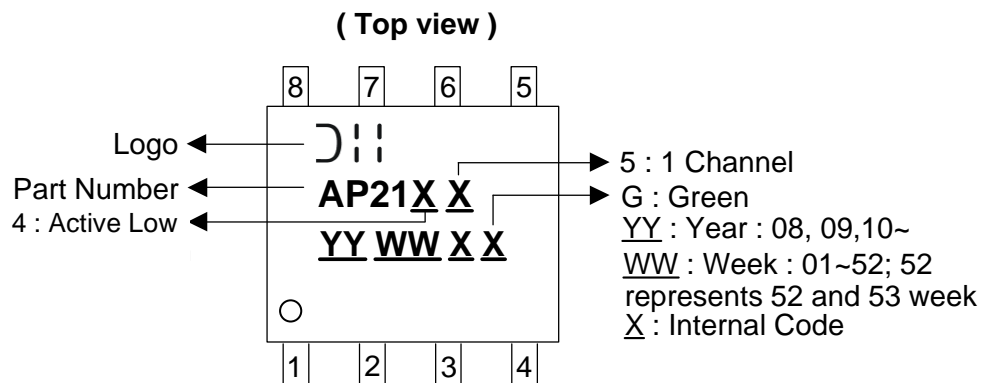 ( Top view )
8 7 6 5
Logo
Part Number
4 : Active Low
AP21X X
YY WW X X
5 : 1 Channel
G : Green
YY : Year : 08, 09,10~
WW : Week : 01~52; 52
represents 52 and 53 week
X : Internal Code
1 2 3 4